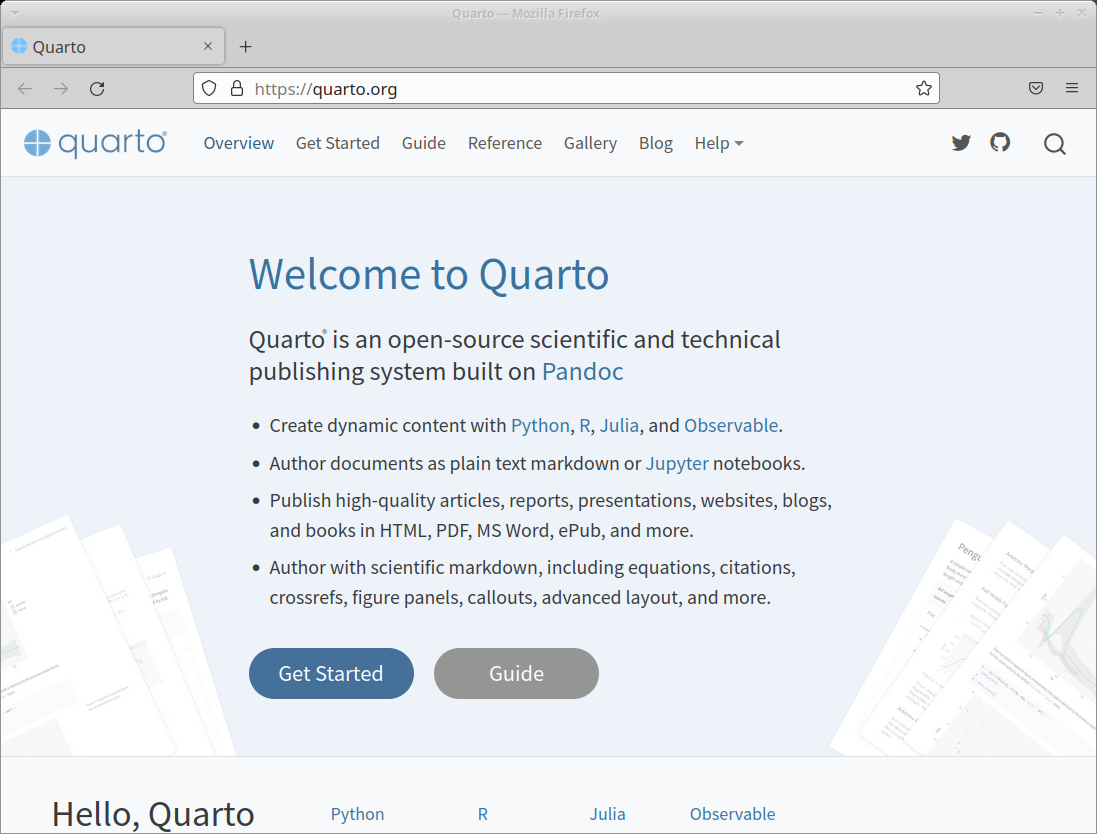 Quarto — Mozilla Firefox
Quarto
https://quarto.org
quarto®
Overview Get Started Guide Reference Gallery Blog Help
Welcome to Quarto
Quarto® is an open-source scientific and technical
publishing system built on Pandoc
Create dynamic content with Python, R, Julia, and Observable.
Author documents as plain text markdown or Jupyter notebooks.
Publish high-quality articles, reports, presentations, websites, blogs,
and books in HTML, PDF, MS Word, ePub, and more.
Author with scientific markdown, including equations, citations,
crossrefs, figure panels, callouts, advanced layout, and more.
Get Started Guide
Hello, Quarto
Python R Julia Observable